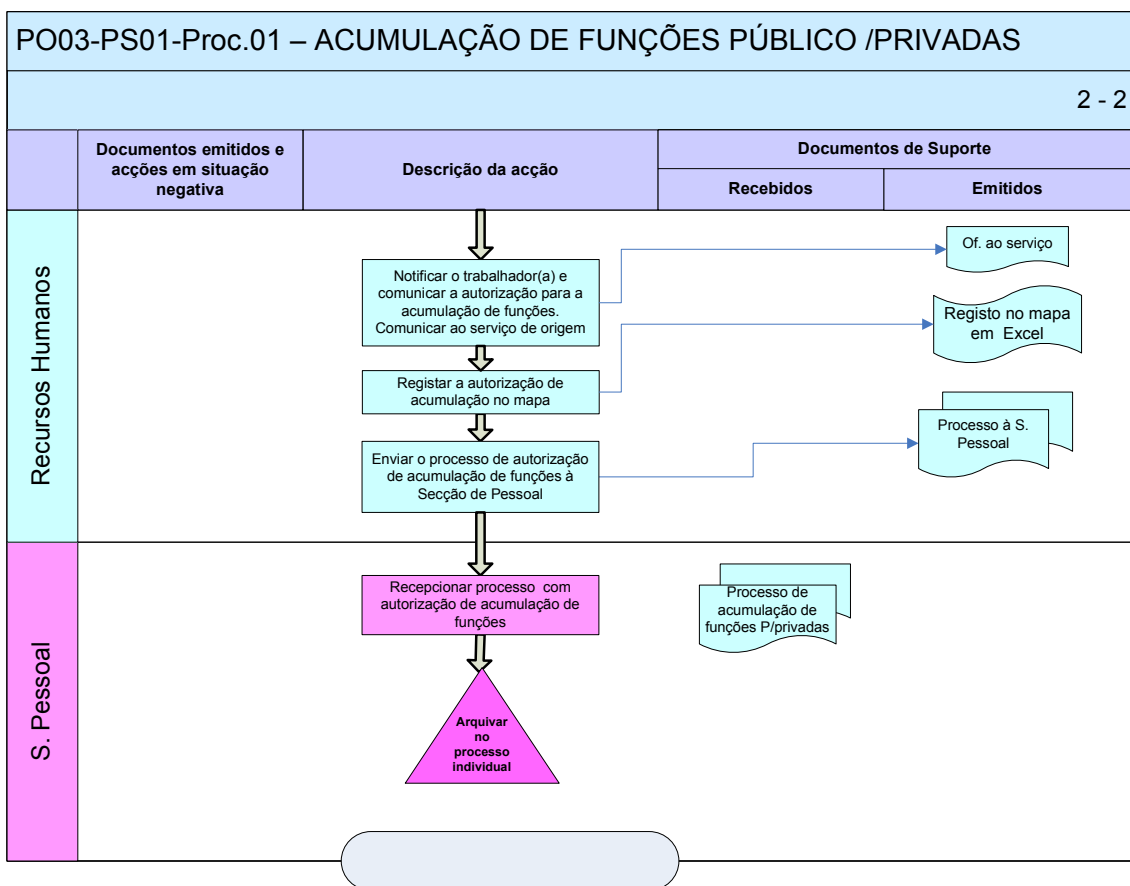 PO03-PS01-Proc.01 – ACUMULAÇÃO DE FUNÇÕES PÚBLICO /PRIVADAS
2 - 2
Documentos emitidos e
acções em situação
negativa
Descrição da acção
Documentos de Suporte
Recebidos
Emitidos
Recursos Humanos
Notificar o trabalhador(a) e
comunicar a autorização para a
acumulação de funções.
Comunicar ao serviço de origem
Of. ao serviço
Registar a autorização de
acumulação no mapa
Registo no mapa
em Excel
Enviar o processo de autorização
de acumulação de funções à
Secção de Pessoal
Processo à S.
Pessoal
S. Pessoal
Recepcionar processo com
autorização de acumulação de
funções
Processo de
acumulação de
funções P/privadas
Arquivar
no
processo
individual